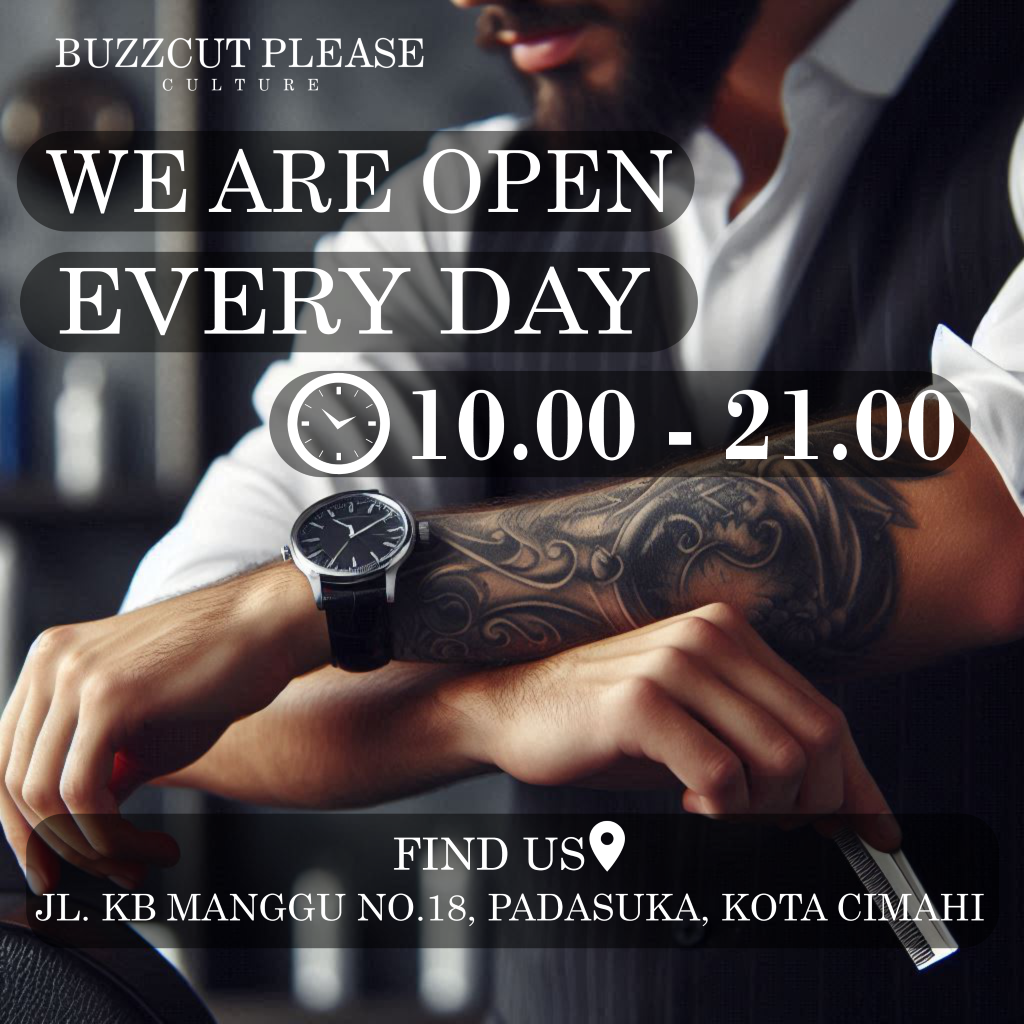 BUZZCUT PLEASE
CULTURE
WE ARE OPEN
EVERY DAY
10.00 - 21.00
FIND US
JL. KB MANGGU NO.18, PADASUKA, KOTA CIMAHI